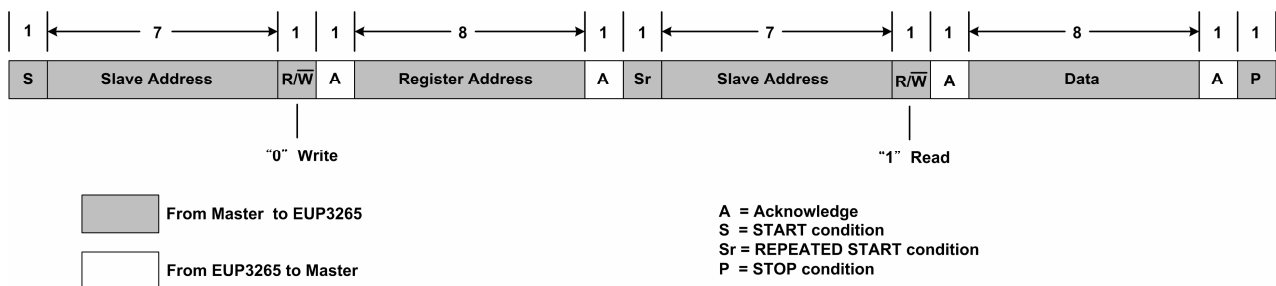 1 7 1 1 8 1 1 7 1 1 8 1 1
S Slave Address R/W̅ A Register Address A Sr Slave Address R/W̅ A Data A P
“0” Write “1” Read
From Master to EUP3265
From EUP3265 to Master
A = Acknowledge
S = START condition
Sr = REPEATED START condition
P = STOP condition